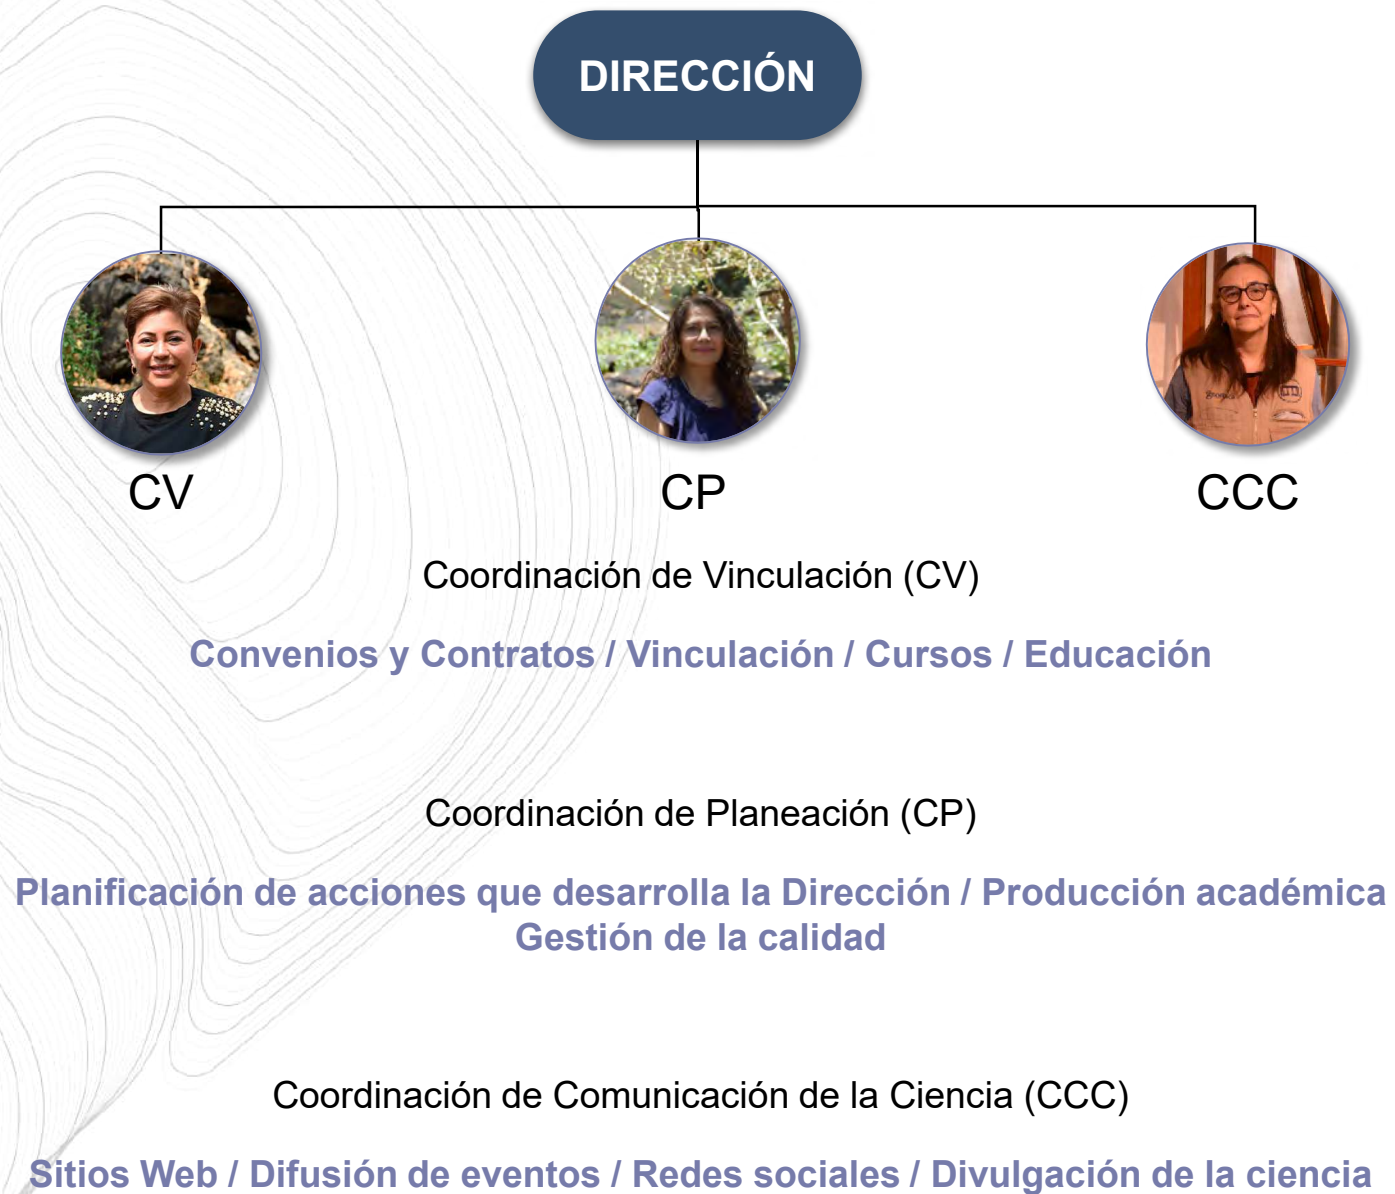 DIRECCIÓN
CV
CP
CCC
Coordinación de Vinculación (CV)
Convenios y Contratos / Vinculación / Cursos / Educación
Coordinación de Planeación (CP)
Planificación de acciones que desarrolla la Dirección / Producción académica
Gestión de la calidad
Coordinación de Comunicación de la Ciencia (CCC)
Sitios Web / Difusión de eventos / Redes sociales / Divulgación de la ciencia